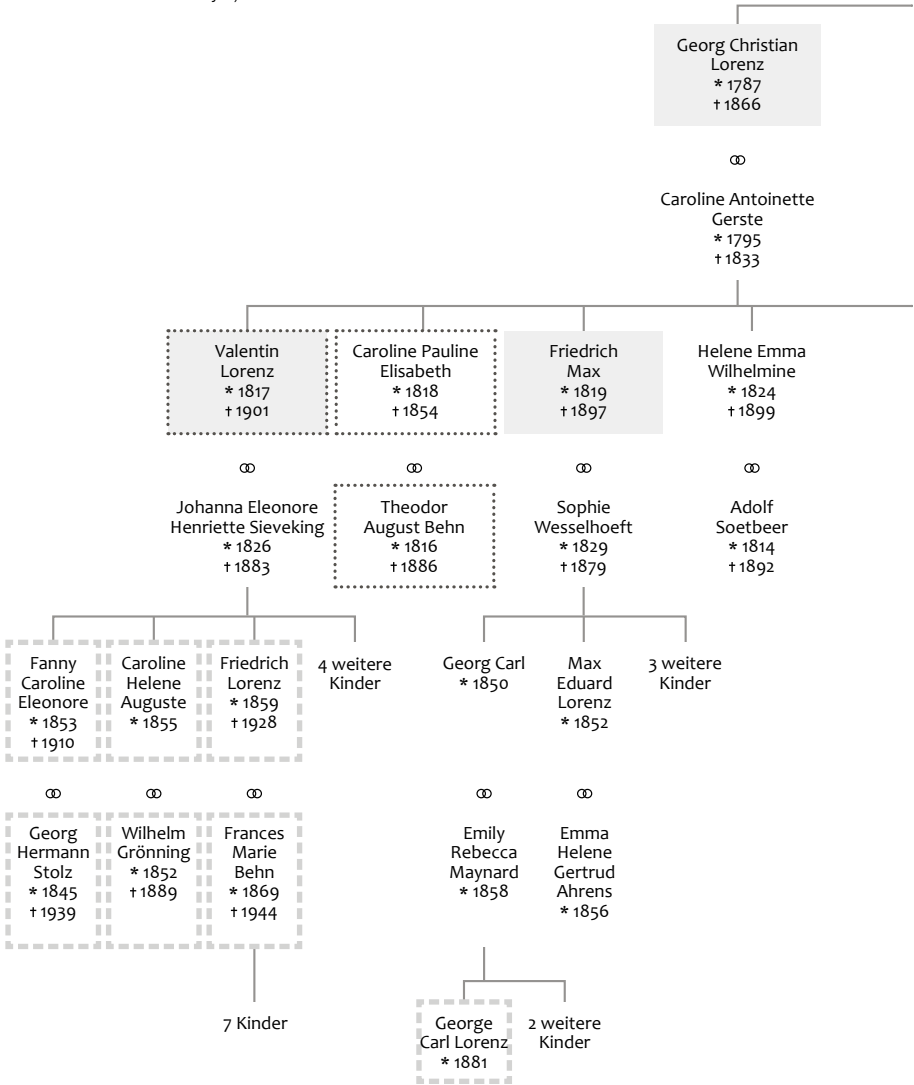 Georg Christian
Lorenz
* 1787
† 1866
⚭
Caroline Antoinette
Gerste
* 1795
† 1833
Valentin
Lorenz
* 1817
† 1901
Caroline Pauline
Elisabeth
* 1818
† 1854
Friedrich
Max
* 1819
† 1897
Helene Emma
Wilhelmine
* 1824
† 1899
⚭
⚭
⚭
⚭
Johanna Eleonore
Henriette Sieveking
* 1826
† 1883
Theodor
August Behn
* 1816
† 1886
Sophie
Wesselhoeft
* 1829
† 1879
Adolf
Soetbeer
* 1814
† 1892
Fanny
Caroline
Eleonore
* 1853
† 1910
Caroline
Helene
Auguste
* 1855
Friedrich
Lorenz
* 1859
† 1928
4 weitere
Kinder
Georg Carl
* 1850
Max
Eduard
Lorenz
* 1852
3 weitere
Kinder
⚭
⚭
⚭
⚭
⚭
Georg
Hermann
Stolz
* 1845
† 1939
Wilhelm
Grönning
* 1852
† 1889
Frances
Marie
Behn
* 1869
† 1944
Emily
Rebecca
Maynard
* 1858
Emma
Helene
Gertrud
Ahrens
* 1856
7 Kinder
George
Carl Lorenz
* 1881
2 weitere
Kinder